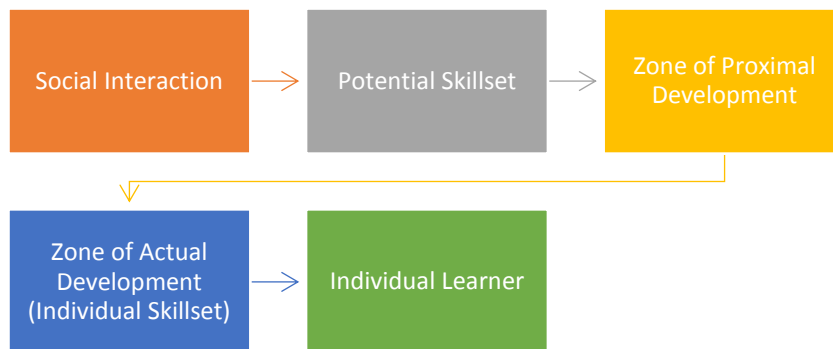 Social Interaction
Potential Skillset
Zone of Proximal
Development
Zone of Actual
Development
(Individual Skillset)
Individual Learner